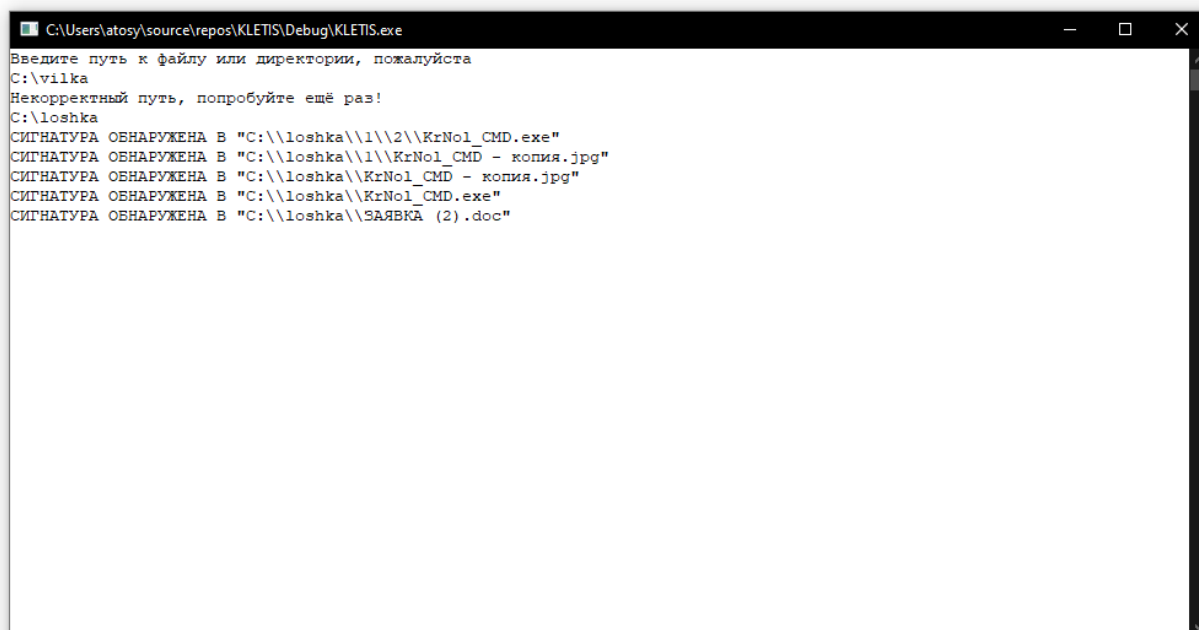 C:\Users\atosy\source\repos\KLETIS\Debug\KLETIS.exe
Введите путь к файлу или директории, пожалуйста
C:\vilka
Некорректный путь, попробуйте ещё раз!
C:\loshka
СИГНАТУРА ОБНАРУЖЕНА В "C:\\loshka\\1\\2\\KrNol_CMD.exe"
СИГНАТУРА ОБНАРУЖЕНА В "C:\\loshka\\1\\KrNol_CMD - копия.jpg"
СИГНАТУРА ОБНАРУЖЕНА В "C:\\loshka\\KrNol_CMD - копия.jpg"
СИГНАТУРА ОБНАРУЖЕНА В "C:\\loshka\\KrNol_CMD.exe"
СИГНАТУРА ОБНАРУЖЕНА В "C:\\loshka\\ЗАЯВКА (2).doc"